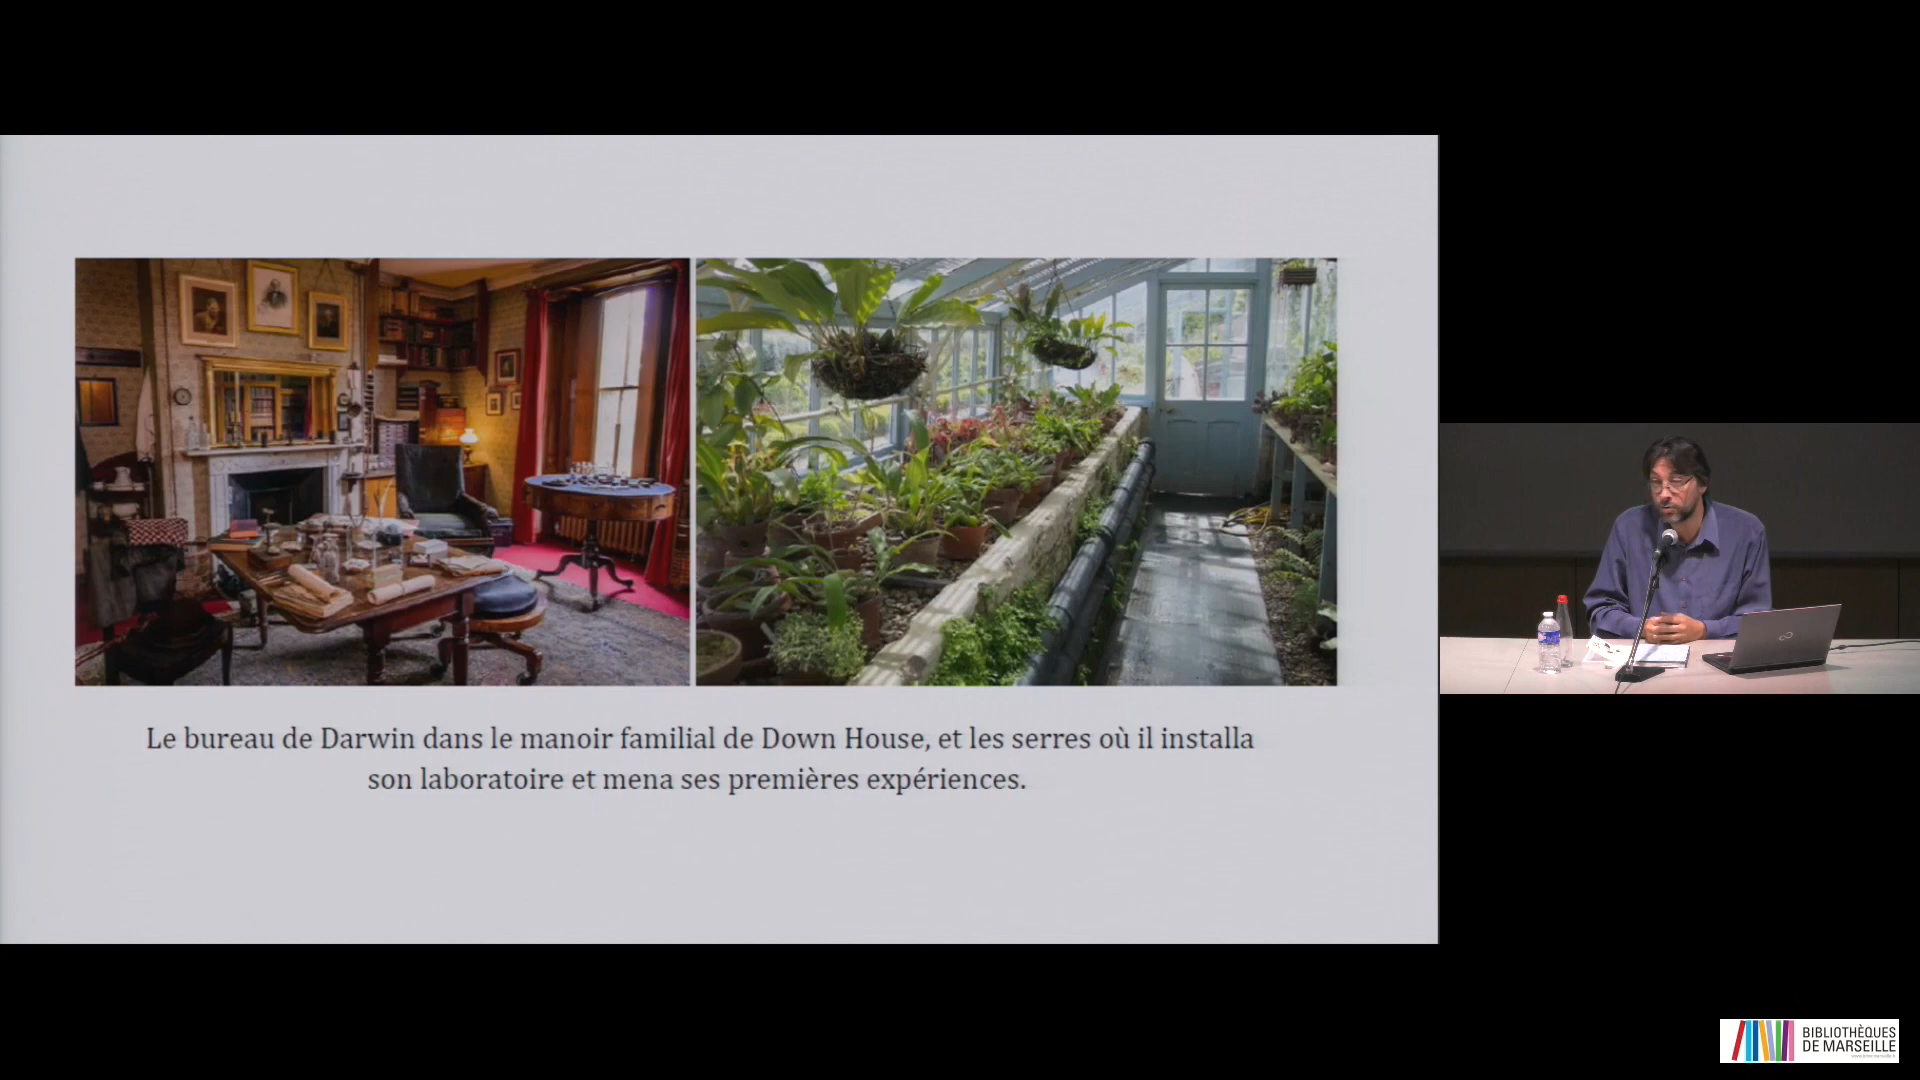 Le bureau de Darwin dans le manoir familial de Down House, et les serres où il installa
son laboratoire et mena ses premières expériences.
BIBLIOTHÈQUES
DE MARSEILLE